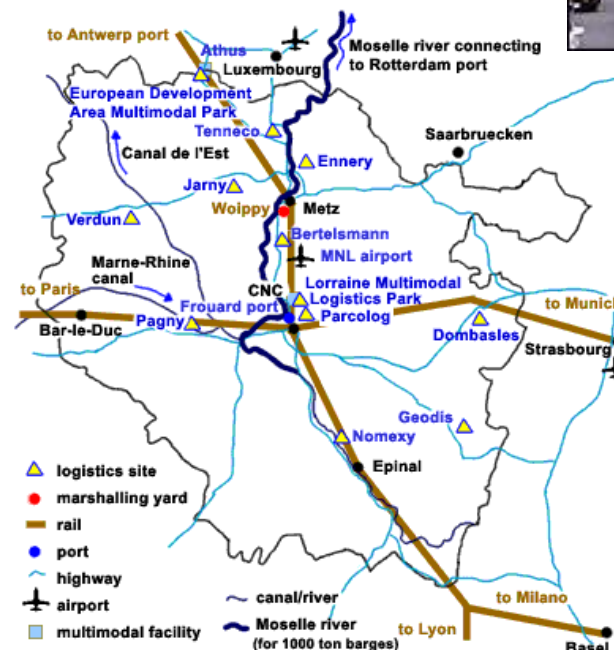 to Antwerp port
Athus
Luxembourg
Moselle river connecting
to Rotterdam port
European Development
Area Multimodal Park
Tenneco
Saarbruecken
Canal de l'Est
Ennery
Jarny
Woippy
Metz
Verdun
Bertelsmann
MNL airport
Marne-Rhine
canal
to Paris
CNC
Lorraine Multimodal
Logistics Park
Frouard port
Parcolog
to Munic
Bar-le-Duc
Pagny
Dombasles
Strasbourg
Geodis
Nomexy
Epinal
logistics site
marshalling yard
rail
port
highway
airport
multimodal facility
canal/river
Moselle river
(for 1000 ton barges)
to Milano
to Lyon
Basel